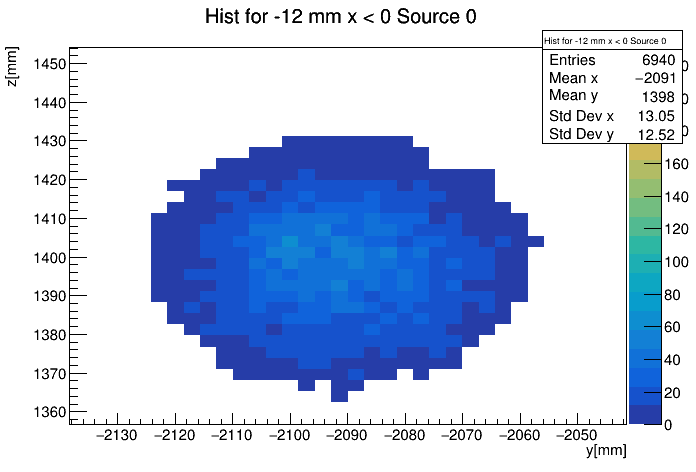 Hist for -12 mm x < 0 Source 0
z[mm]
Hist for -12 mm x < 0 Source 0
Entries 6940
Mean x −2091
Mean y 1398
Std Dev x 13.05
Std Dev y 12.52
1450
1440
1430
1420
1410
1400
1390
1380
1370
1360
0
0
160
140
120
100
80
60
40
20
0
−2130 −2120 −2110 −2100 −2090 −2080 −2070 −2060 −2050
y[mm]